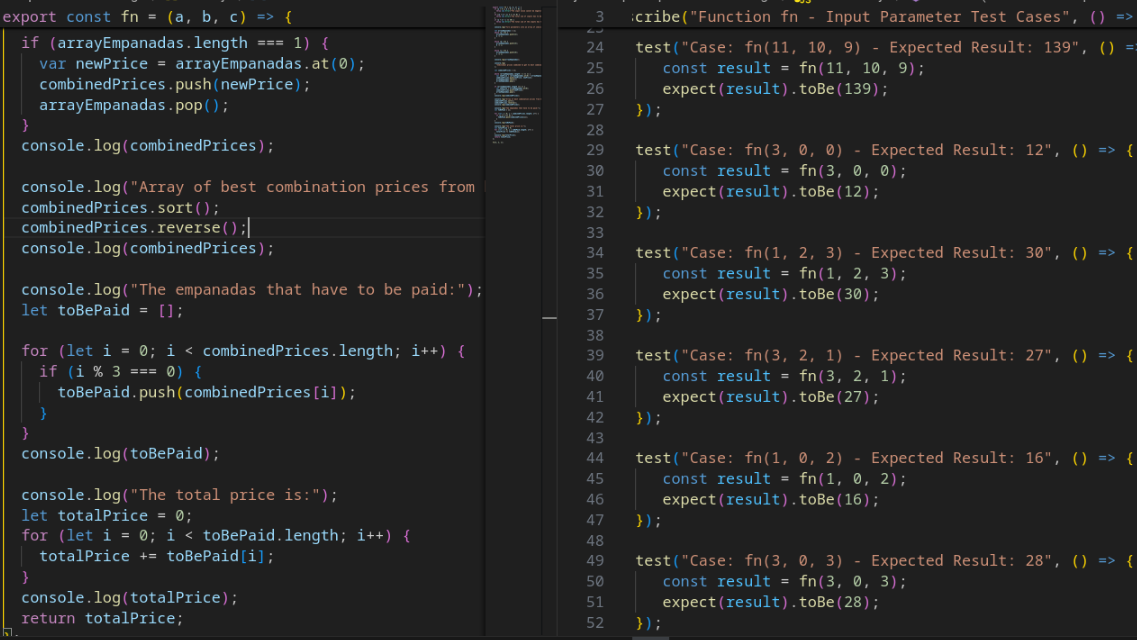 export const fn = (a, b, c) => {
if (arrayEmpanadas.length === 1) {
var newPrice = arrayEmpanadas.at(0);
combinedPrices.push(newPrice);
arrayEmpanadas.pop();
}
console.log(combinedPrices);
console.log("Array of best combination prices from
combinedPrices.sort();
combinedPrices.reverse();
console.log(combinedPrices);
console.log("The empanadas that have to be paid:");
let toBePaid = [];
for (let i = 0; i < combinedPrices.length; i++) {
if (i % 3 === 0) {
toBePaid.push(combinedPrices[i]);
}
}
console.log(toBePaid);
console.log("The total price is:");
let totalPrice = 0;
for (let i = 0; i < toBePaid.length; i++) {
totalPrice += toBePaid[i];
}
console.log(totalPrice);
return totalPrice;
3 scribe("Function fn - Input Parameter Test Cases", () =>
24 test("Case: fn(11, 10, 9) - Expected Result: 139", () =>
25 const result = fn(11, 10, 9);
26 expect(result).toBe(139);
27 });
28
29 test("Case: fn(3, 0, 0) - Expected Result: 12", () => {
30 const result = fn(3, 0, 0);
31 expect(result).toBe(12);
32 });
33
34 test("Case: fn(1, 2, 3) - Expected Result: 30", () => {
35 const result = fn(1, 2, 3);
36 expect(result).toBe(30);
37 });
38
39 test("Case: fn(3, 2, 1) - Expected Result: 27", () => {
40 const result = fn(3, 2, 1);
41 expect(result).toBe(27);
42 });
43
44 test("Case: fn(1, 0, 2) - Expected Result: 16", () => {
45 const result = fn(1, 0, 2);
46 expect(result).toBe(16);
47 });
48
49 test("Case: fn(3, 0, 3) - Expected Result: 28", () => {
50 const result = fn(3, 0, 3);
51 expect(result).toBe(28);
52 });